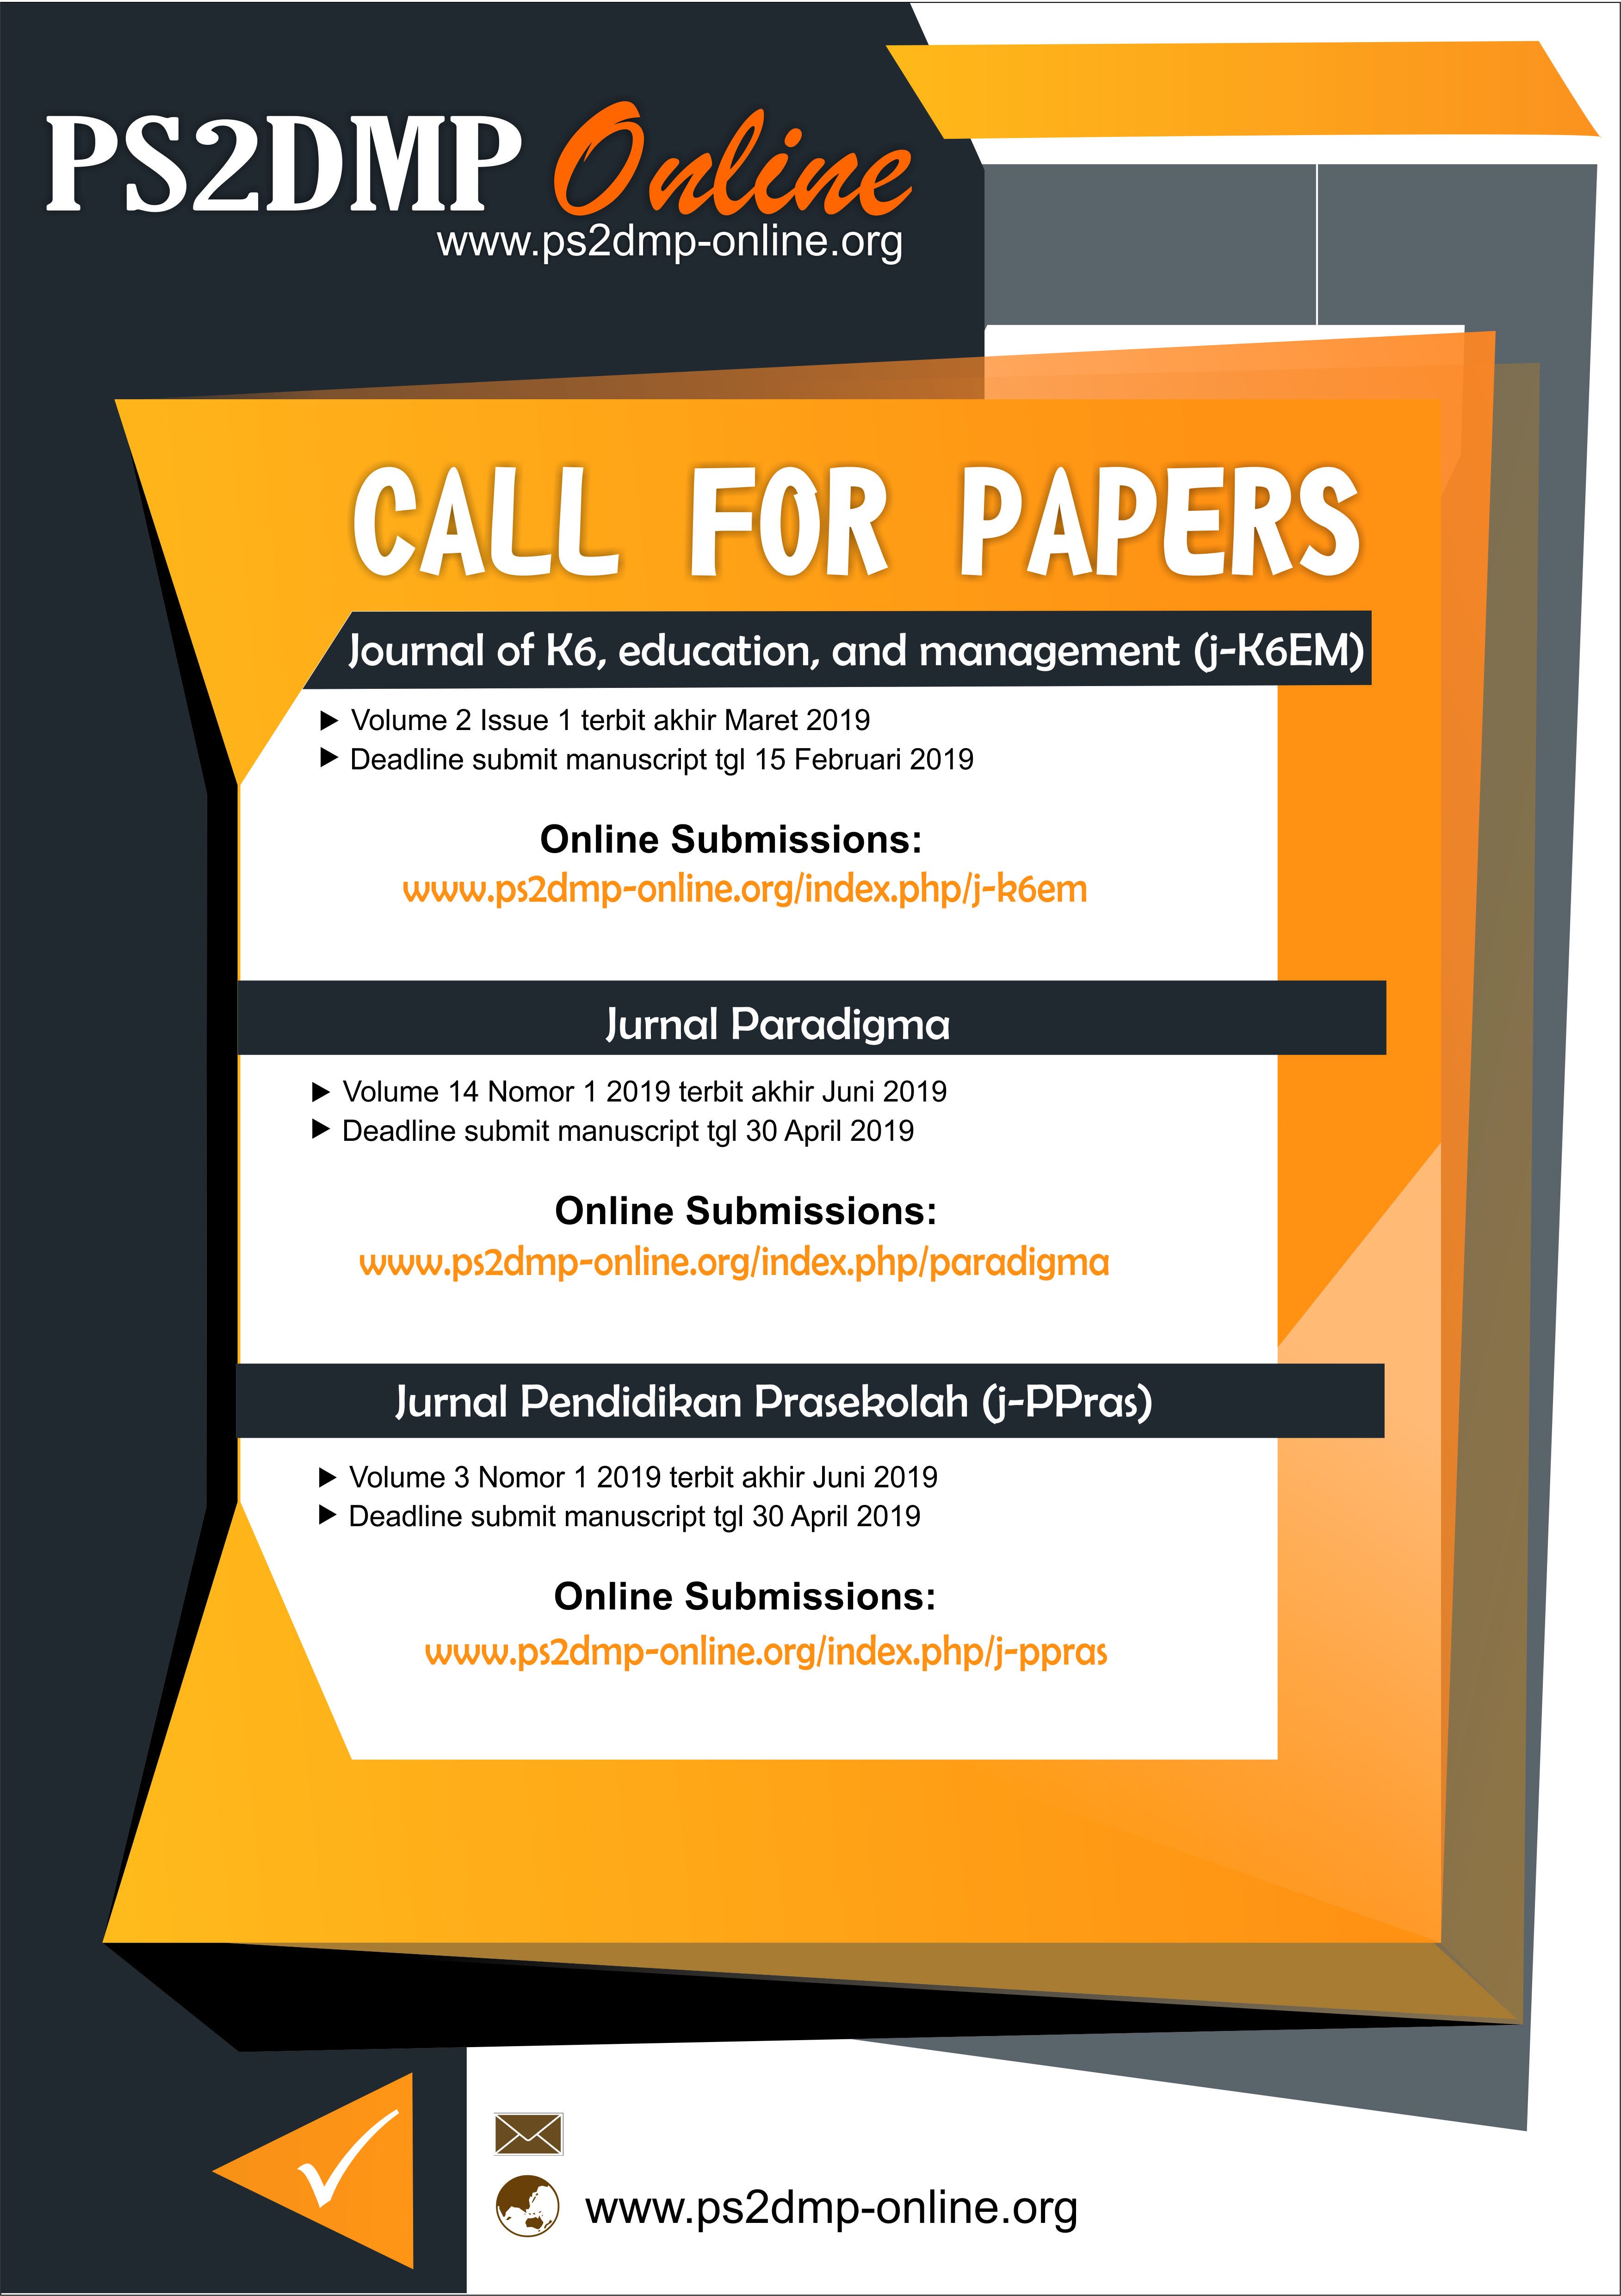 PS2DMP Online
www.ps2dmp-online.org
CALL FOR PAPERS
Journal of K6, education, and management (j-K6EM)
Volume 2 Issue 1 terbit akhir Maret 2019
Deadline submit manuscript tgl 15 Februari 2019
Online Submissions:
www.ps2dmp-online.org/index.php/j-k6em
Jurnal Paradigma
Volume 14 Nomor 1 2019 terbit akhir Juni 2019
Deadline submit manuscript tgl 30 April 2019
Online Submissions:
www.ps2dmp-online.org/index.php/paradigma
Jurnal Pendidikan Prasekolah (j-PPras)
Volume 3 Nomor 1 2019 terbit akhir Juni 2019
Deadline submit manuscript tgl 30 April 2019
Online Submissions:
www.ps2dmp-online.org/index.php/j-ppras
www.ps2dmp-online.org